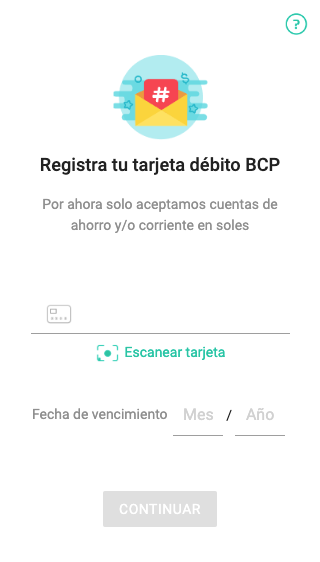 ?
#
Registra tu tarjeta débito BCP
Por ahora solo aceptamos cuentas de
ahorro y/o corriente en soles
Escanear tarjeta
Fecha de vencimiento Mes / Año
CONTINUAR